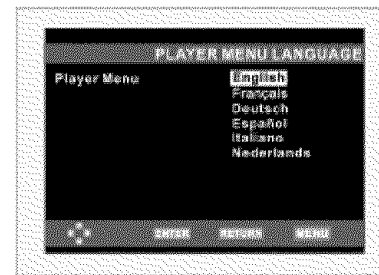 PLAYER MENU LANGUAGE
Player Menu English
Français
Deutsch
Español
Italiano
Nederlands
ENTER RETURN MENU